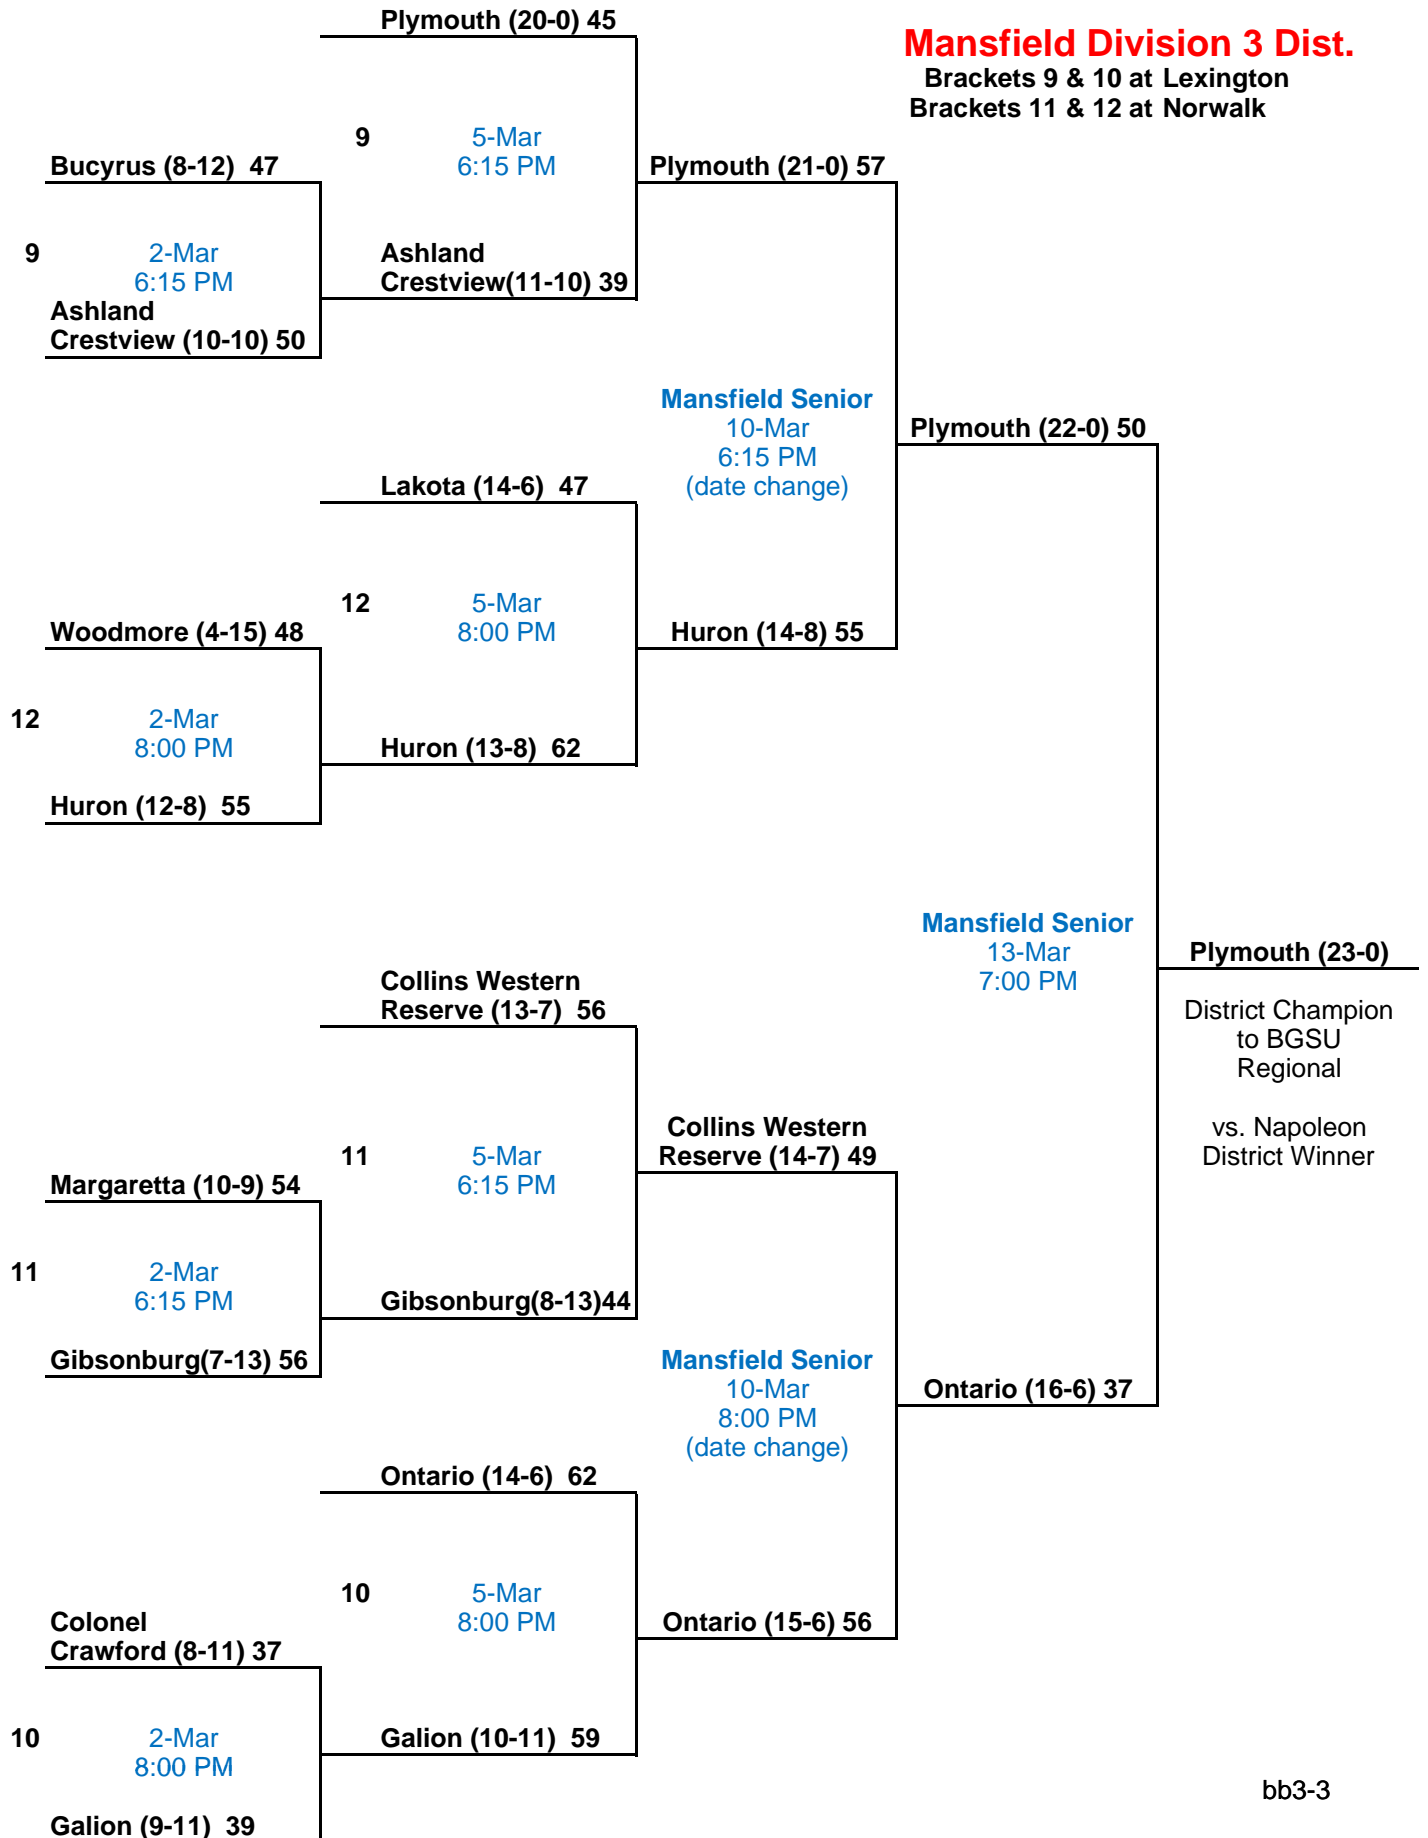 Plymouth (20-0) 45
Mansfield Division 3 Dist.
Brackets 9 & 10 at Lexington
Brackets 11 & 12 at Norwalk
9
5-Mar
6:15 PM
Bucyrus (8-12) 47
Plymouth (21-0) 57
9
2-Mar
6:15 PM
Ashland
Crestview(11-10) 39
Ashland
Crestview (10-10) 50
Mansfield Senior
10-Mar
6:15 PM
(date change)
Plymouth (22-0) 50
Lakota (14-6) 47
12
5-Mar
8:00 PM
Woodmore (4-15) 48
Huron (14-8) 55
12
2-Mar
8:00 PM
Huron (13-8) 62
Huron (12-8) 55
Mansfield Senior
13-Mar
7:00 PM
Plymouth (23-0)
District Champion
to BGSU
Regional
vs. Napoleon
District Winner
Collins Western
Reserve (13-7) 56
11
5-Mar
6:15 PM
Collins Western
Reserve (14-7) 49
Margaretta (10-9) 54
11
2-Mar
6:15 PM
Gibsonburg(8-13)44
Gibsonburg(7-13) 56
Mansfield Senior
10-Mar
8:00 PM
(date change)
Ontario (16-6) 37
Ontario (14-6) 62
10
5-Mar
8:00 PM
Colonel
Crawford (8-11) 37
Ontario (15-6) 56
10
2-Mar
8:00 PM
Galion (10-11) 59
Galion (9-11) 39
bb3-3